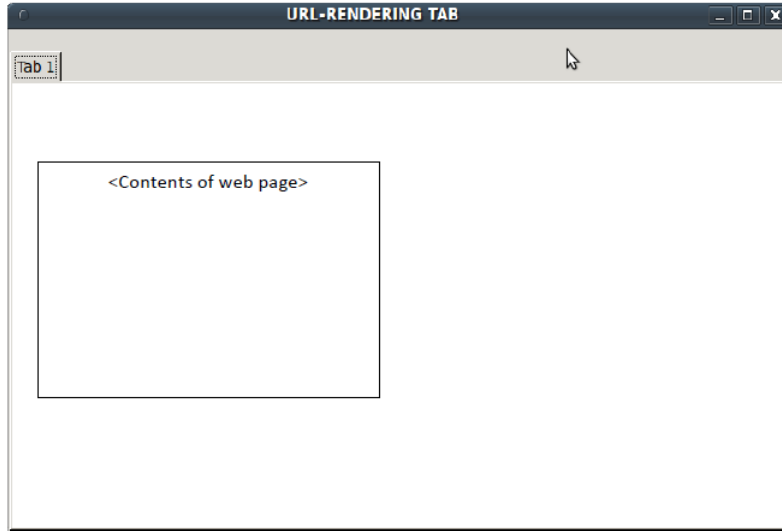 URL-RENDERING TAB
Tab 1
<Contents of web page>